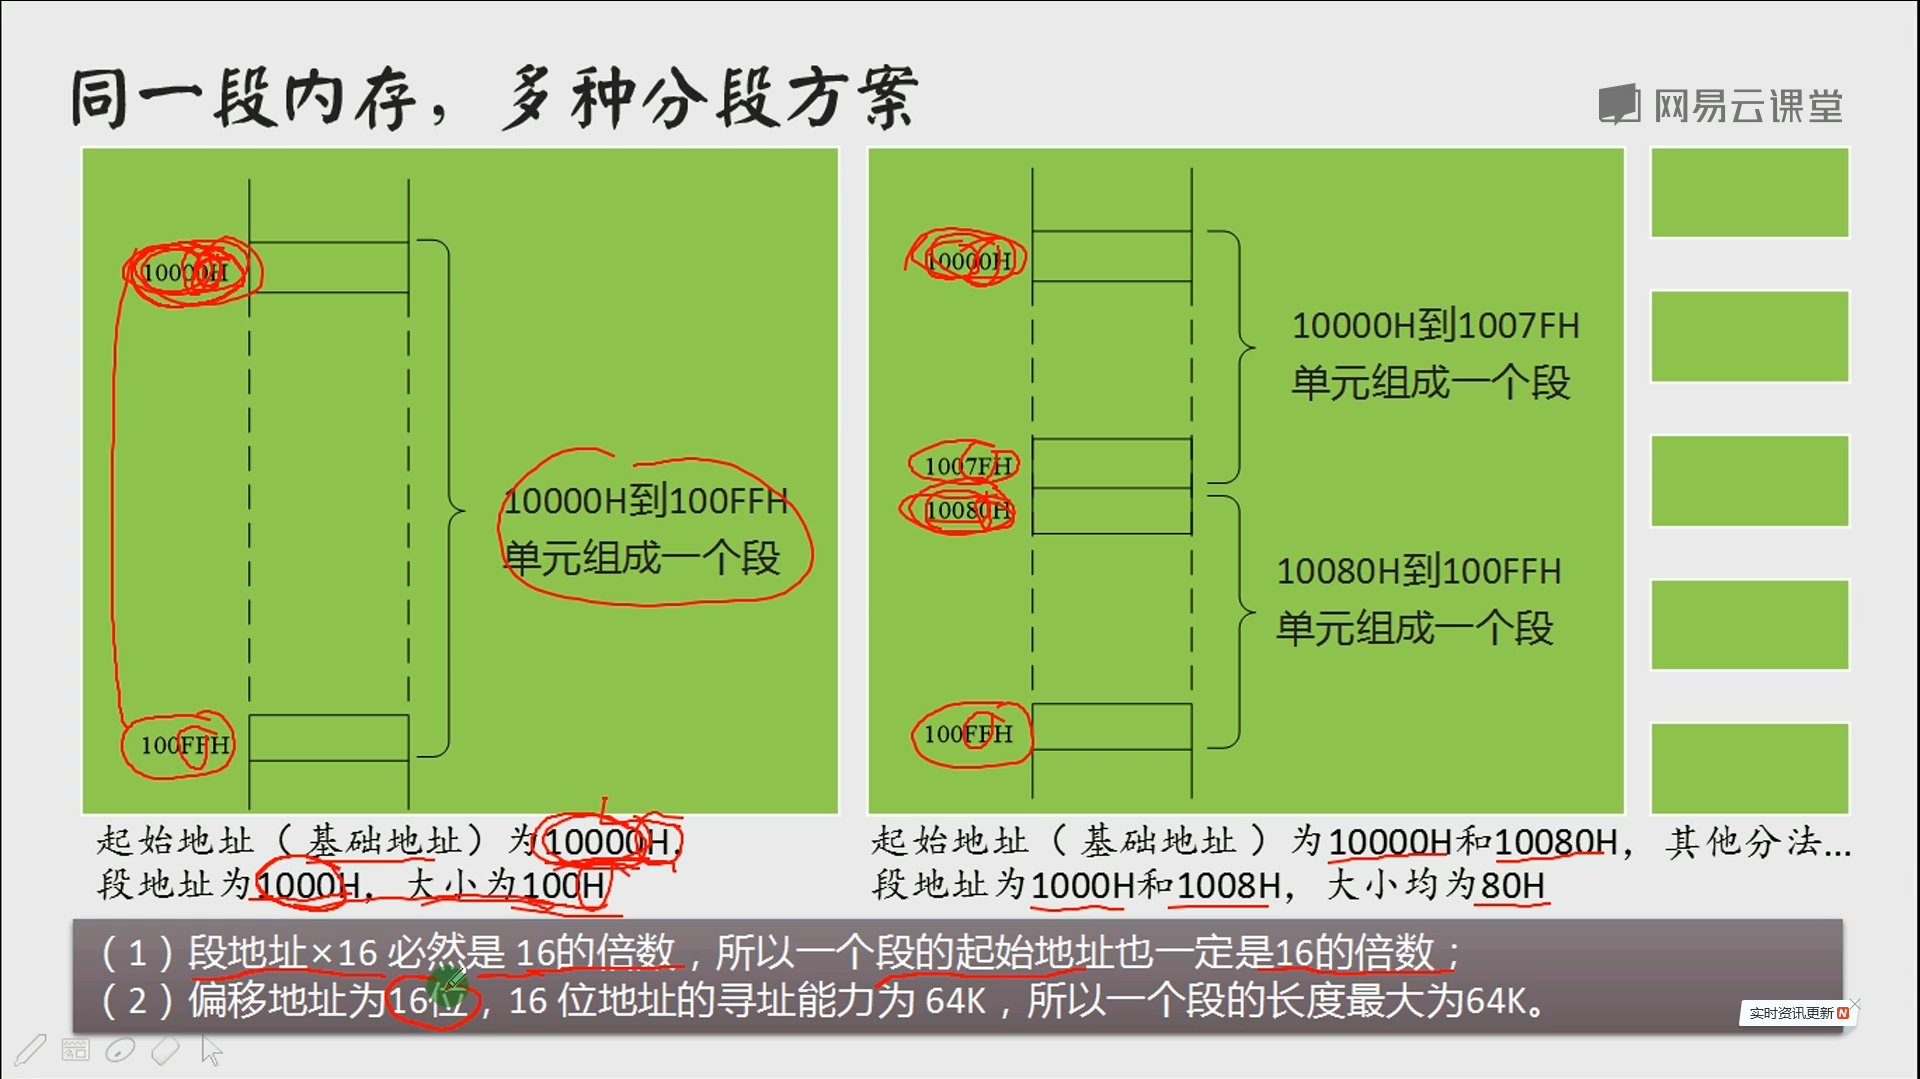 同一段内存，多种分段方案
网易云课堂
10000H
100FFH
10000H到100FFH
单元组成一个段
10000H
1007FH
10080H
100FFH
10000H到1007FH
单元组成一个段
10080H到100FFH
单元组成一个段
起始地址（基础地址）为10000H，
段地址为1000H，大小为100H
起始地址（基础地址）为10000H和10080H，
段地址为1000H和1008H，大小均为80H
其他分法...
（1）段地址×16 必然是 16的倍数，所以一个段的起始地址也一定是16的倍数；
（2）偏移地址为16位，16 位地址的寻址能力为 64K，所以一个段的长度最大为64K。
实时资讯更新